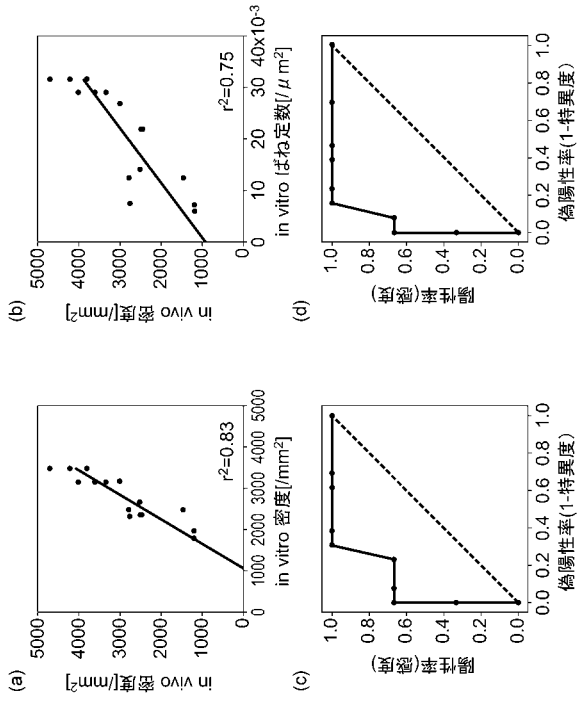 (a)
in vivo 密度[/mm²]
5000
4000
3000
2000
1000
0
0 1000 2000 3000 4000 5000
r²=0.83
in vitro 密度[/mm²]
(b)
in vivo 密度[/mm²]
5000
4000
3000
2000
1000
0 10 20 30 40x10⁻³
r²=0.75
in vitro ばね定数[/μm²]
(c)
陽性率(感度)
1.0
0.8
0.6
0.4
0.2
0.0
0.0 0.2 0.4 0.6 0.8 1.0
偽陽性率(1-特異度)
(d)
陽性率(感度)
1.0
0.8
0.6
0.4
0.2
0.0
0.0 0.2 0.4 0.6 0.8 1.0
偽陽性率(1-特異度)